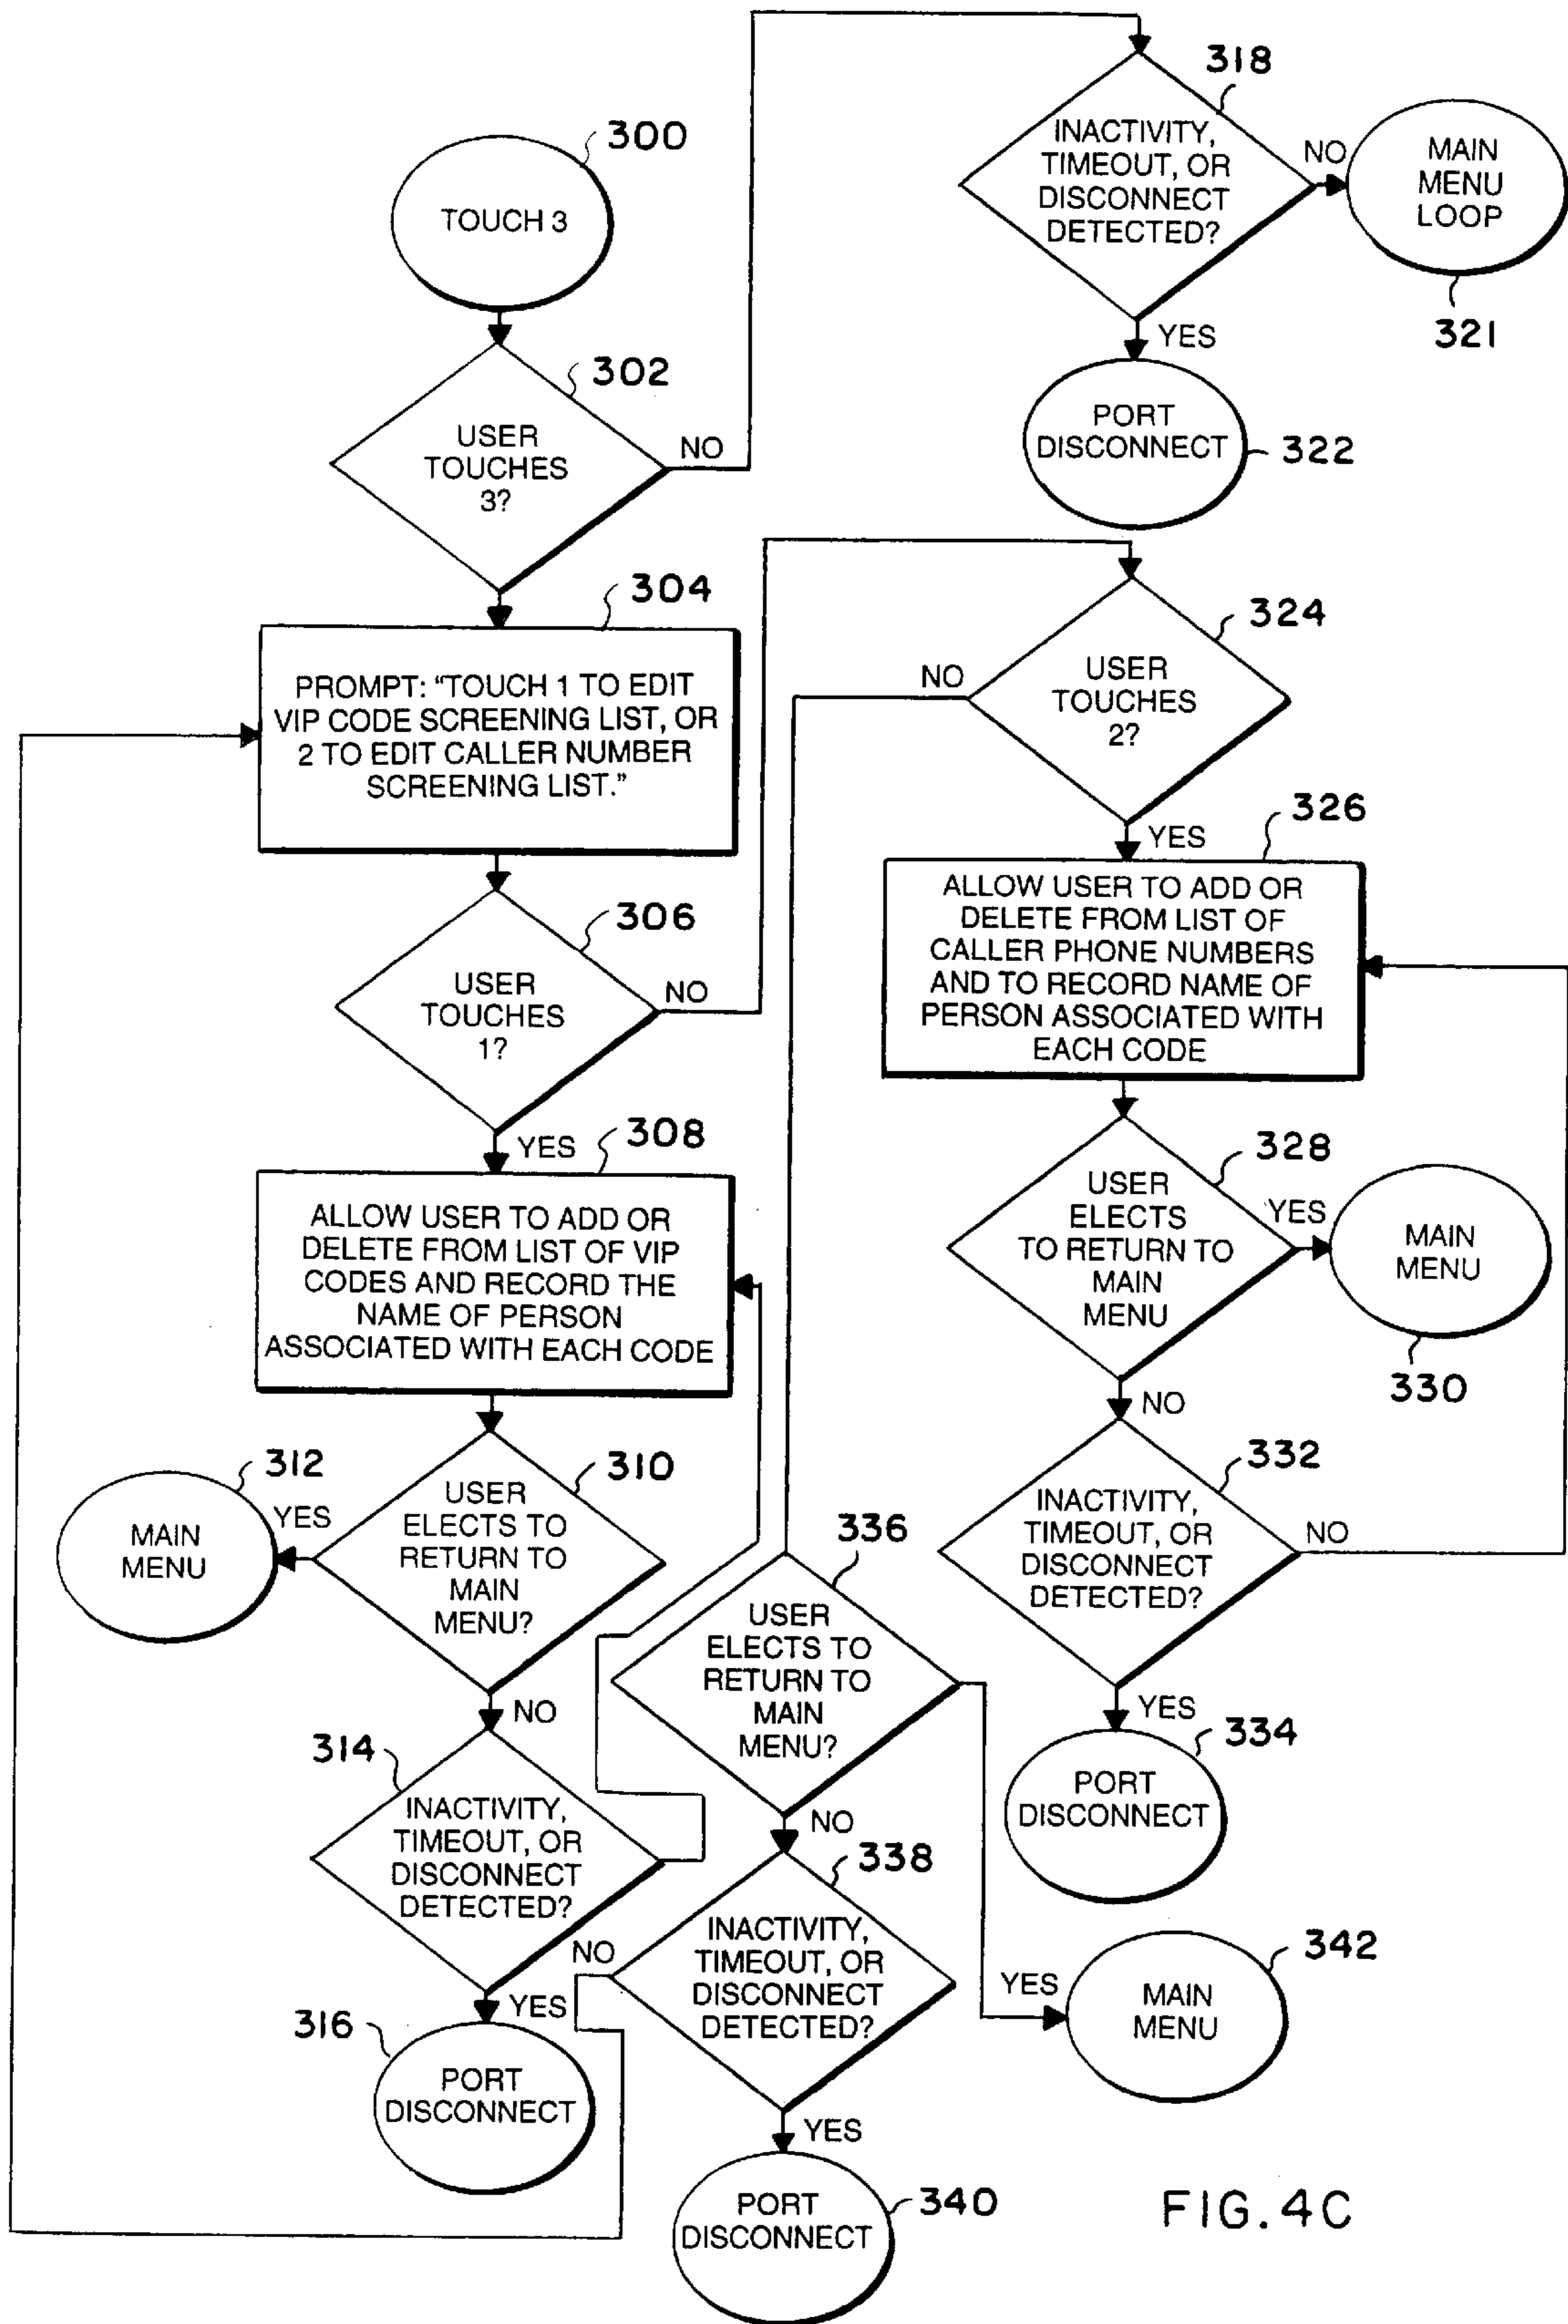 300
TOUCH 3
302
USER
TOUCHES
3?
NO
318
INACTIVITY,
TIMEOUT, OR
DISCONNECT
DETECTED?
NO
MAIN
MENU
LOOP
321
YES
PORT
DISCONNECT
322
304
PROMPT: “TOUCH 1 TO EDIT
VIP CODE SCREENING LIST, OR
2 TO EDIT CALLER NUMBER
SCREENING LIST.”
306
USER
TOUCHES
1?
NO
324
USER
TOUCHES
2?
NO
YES
326
ALLOW USER TO ADD OR
DELETE FROM LIST OF
CALLER PHONE NUMBERS
AND TO RECORD NAME OF
PERSON ASSOCIATED WITH
EACH CODE
YES
308
ALLOW USER TO ADD OR
DELETE FROM LIST OF VIP
CODES AND RECORD THE
NAME OF PERSON
ASSOCIATED WITH EACH CODE
328
USER
ELECTS
TO RETURN TO
MAIN
MENU
YES
MAIN
MENU
330
NO
310
USER
ELECTS TO
RETURN TO
MAIN
MENU?
YES
312
MAIN
MENU
NO
332
INACTIVITY,
TIMEOUT, OR
DISCONNECT
DETECTED?
NO
YES
334
PORT
DISCONNECT
336
USER
ELECTS TO
RETURN TO
MAIN
MENU?
NO
314
INACTIVITY,
TIMEOUT, OR
DISCONNECT
DETECTED?
YES
316
PORT
DISCONNECT
338
INACTIVITY,
TIMEOUT, OR
DISCONNECT
DETECTED?
NO
YES
342
MAIN
MENU
YES
PORT
DISCONNECT
340
FIG. 4C